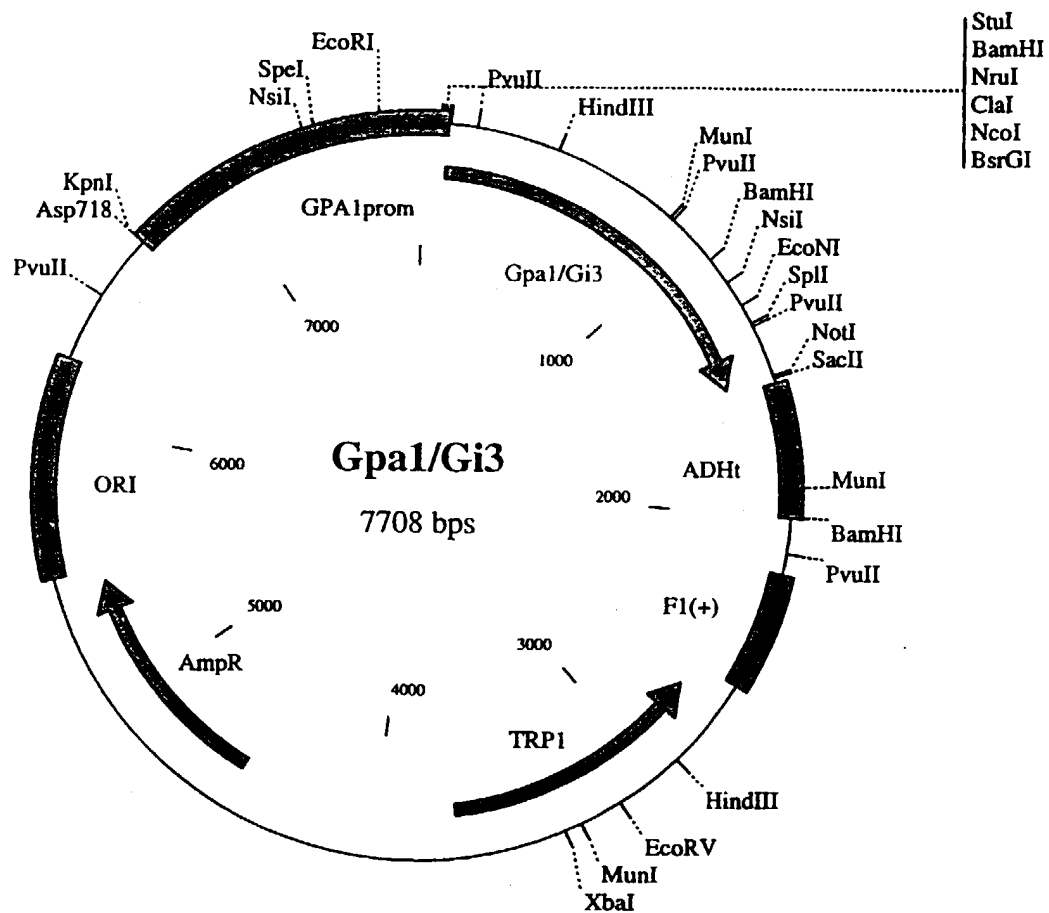 EcoRI
SpeI
NsiI
KpnI
Asp718
PvuII
PvuII
HindIII
StuI
BamHI
NruI
ClaI
NcoI
BsrGI
MunI
PvuII
BamHI
NsiI
EcoNI
SplI
PvuII
NotI
SacII
GPA1prom
Gpa1/Gi3
7000
1000
ORI
6000
Gpa1/Gi3
7708 bps
2000
ADHt
MunI
BamHI
PvuII
F1(+)
5000
AmpR
4000
3000
TRP1
HindIII
EcoRV
MunI
XbaI